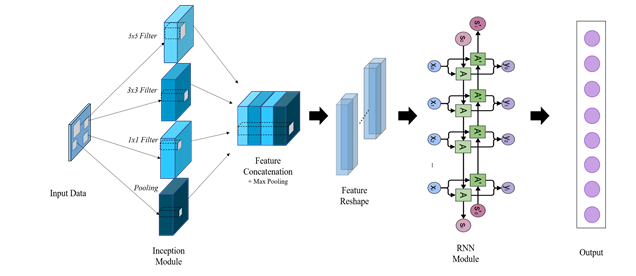 5x5 Filter
3x3 Filter
1x1 Filter
Pooling
Input Data
Inception
Module
Feature
Concatenation
+ Max Pooling
Feature
Reshape
RNN
Module
Output
A
A'
A
A'
A
A'
A
A'